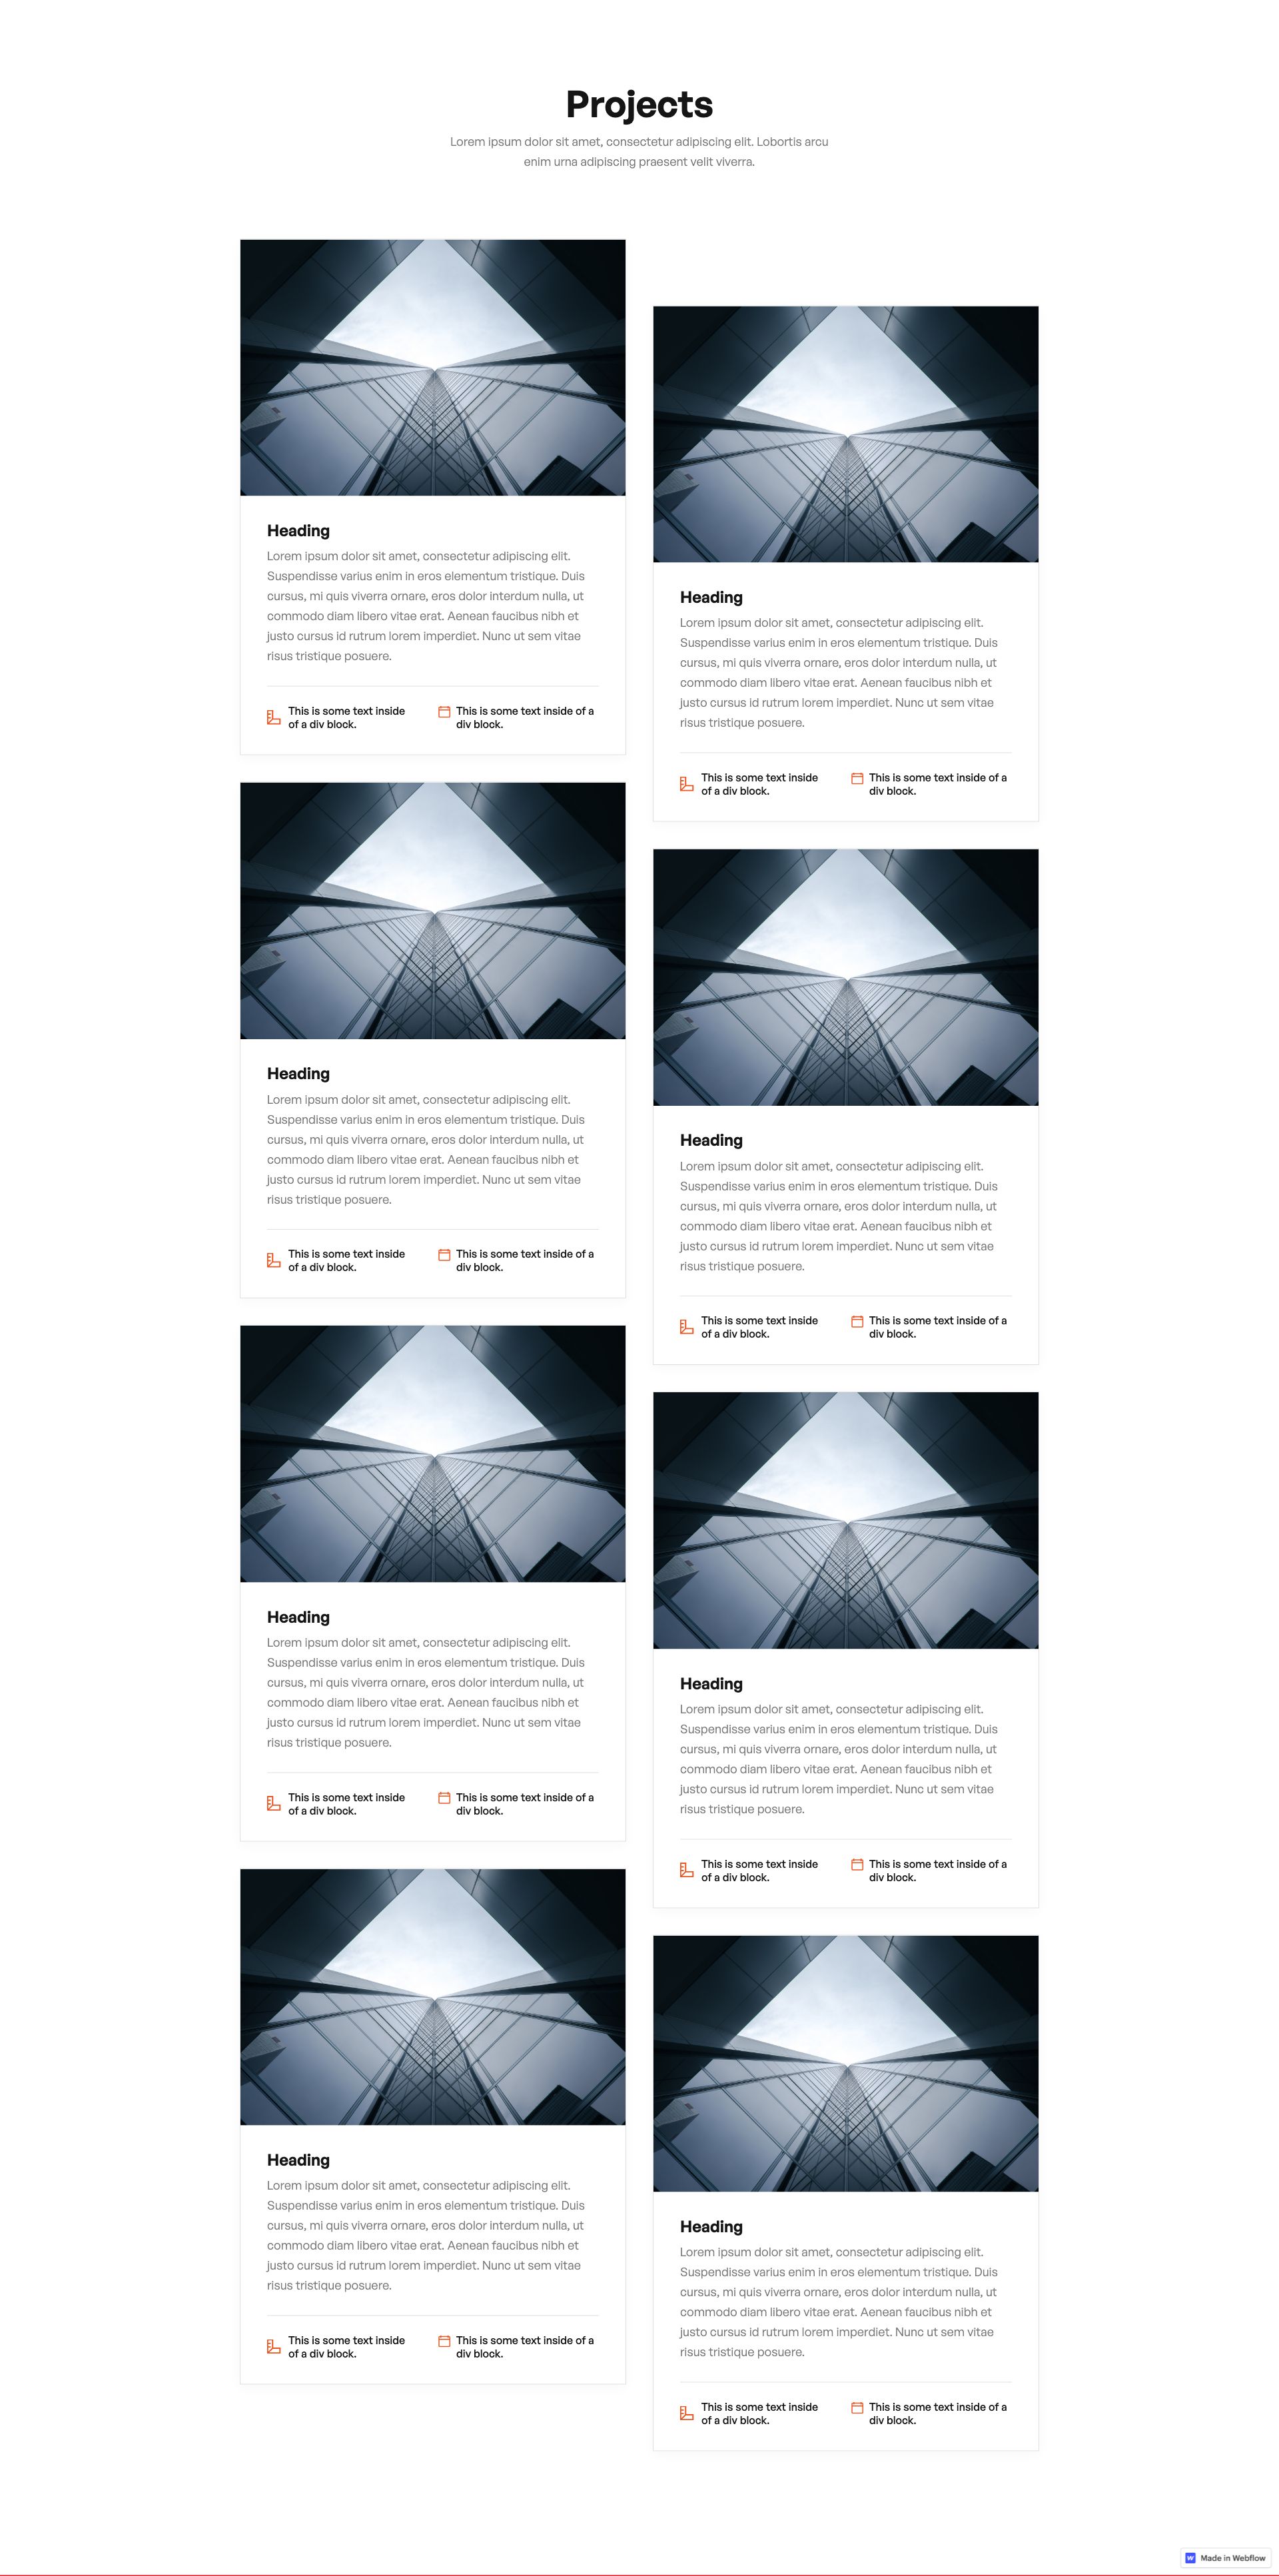 Projects
Lorem ipsum dolor sit amet, consectetur adipiscing elit. Lobortis arcu
enim urna adipiscing praesent velit viverra.
Heading
Lorem ipsum dolor sit amet, consectetur adipiscing elit.
Suspendisse varius enim in eros elementum tristique. Duis
cursus, mi quis viverra ornare, eros dolor interdum nulla, ut
commodo diam libero vitae erat. Aenean faucibus nibh et
justo cursus id rutrum lorem imperdiet. Nunc ut sem vitae
risus tristique posuere.
This is some text inside
of a div block.
This is some text inside of a
div block.
Heading
Lorem ipsum dolor sit amet, consectetur adipiscing elit.
Suspendisse varius enim in eros elementum tristique. Duis
cursus, mi quis viverra ornare, eros dolor interdum nulla, ut
commodo diam libero vitae erat. Aenean faucibus nibh et
justo cursus id rutrum lorem imperdiet. Nunc ut sem vitae
risus tristique posuere.
This is some text inside
of a div block.
This is some text inside of a
div block.
Heading
Lorem ipsum dolor sit amet, consectetur adipiscing elit.
Suspendisse varius enim in eros elementum tristique. Duis
cursus, mi quis viverra ornare, eros dolor interdum nulla, ut
commodo diam libero vitae erat. Aenean faucibus nibh et
justo cursus id rutrum lorem imperdiet. Nunc ut sem vitae
risus tristique posuere.
This is some text inside
of a div block.
This is some text inside of a
div block.
Heading
Lorem ipsum dolor sit amet, consectetur adipiscing elit.
Suspendisse varius enim in eros elementum tristique. Duis
cursus, mi quis viverra ornare, eros dolor interdum nulla, ut
commodo diam libero vitae erat. Aenean faucibus nibh et
justo cursus id rutrum lorem imperdiet. Nunc ut sem vitae
risus tristique posuere.
This is some text inside
of a div block.
This is some text inside of a
div block.
Heading
Lorem ipsum dolor sit amet, consectetur adipiscing elit.
Suspendisse varius enim in eros elementum tristique. Duis
cursus, mi quis viverra ornare, eros dolor interdum nulla, ut
commodo diam libero vitae erat. Aenean faucibus nibh et
justo cursus id rutrum lorem imperdiet. Nunc ut sem vitae
risus tristique posuere.
This is some text inside
of a div block.
This is some text inside of a
div block.
Heading
Lorem ipsum dolor sit amet, consectetur adipiscing elit.
Suspendisse varius enim in eros elementum tristique. Duis
cursus, mi quis viverra ornare, eros dolor interdum nulla, ut
commodo diam libero vitae erat. Aenean faucibus nibh et
justo cursus id rutrum lorem imperdiet. Nunc ut sem vitae
risus tristique posuere.
This is some text inside
of a div block.
This is some text inside of a
div block.
Heading
Lorem ipsum dolor sit amet, consectetur adipiscing elit.
Suspendisse varius enim in eros elementum tristique. Duis
cursus, mi quis viverra ornare, eros dolor interdum nulla, ut
commodo diam libero vitae erat. Aenean faucibus nibh et
justo cursus id rutrum lorem imperdiet. Nunc ut sem vitae
risus tristique posuere.
This is some text inside
of a div block.
This is some text inside of a
div block.
Heading
Lorem ipsum dolor sit amet, consectetur adipiscing elit.
Suspendisse varius enim in eros elementum tristique. Duis
cursus, mi quis viverra ornare, eros dolor interdum nulla, ut
commodo diam libero vitae erat. Aenean faucibus nibh et
justo cursus id rutrum lorem imperdiet. Nunc ut sem vitae
risus tristique posuere.
This is some text inside
of a div block.
This is some text inside of a
div block.
Made in Webflow